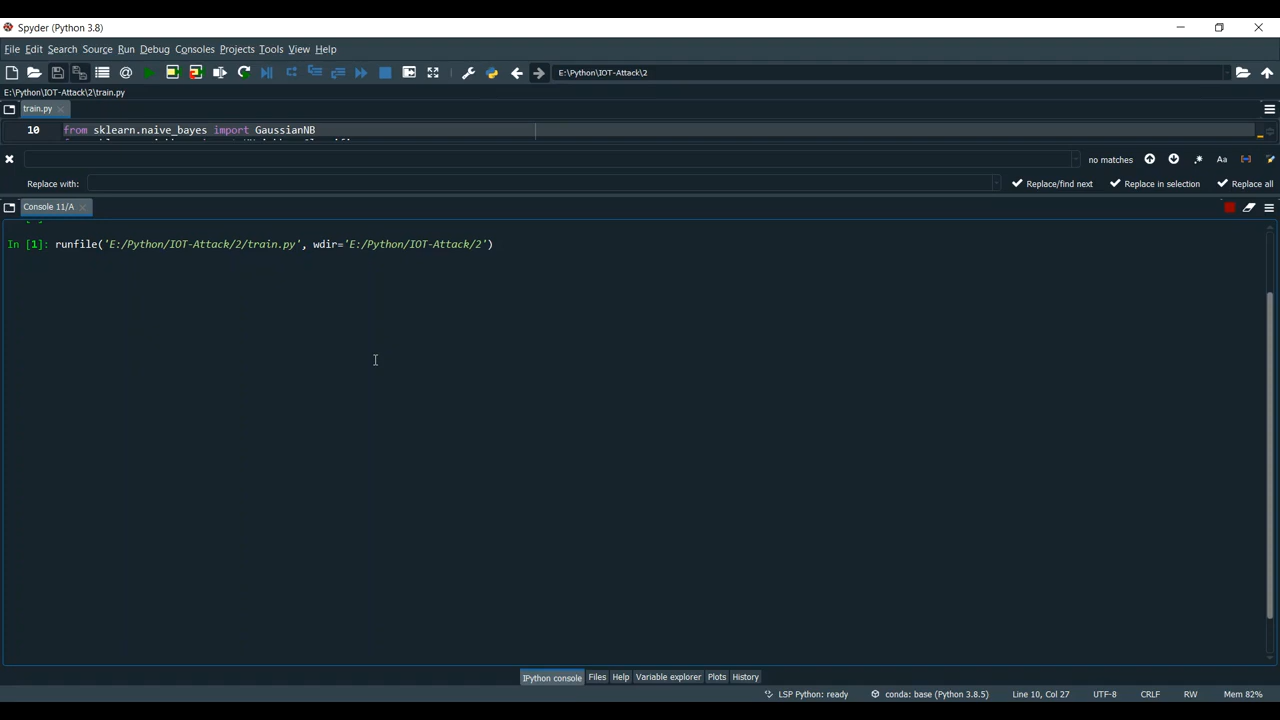 Spyder (Python 3.8)
File Edit Search Source Run Debug Consoles Projects Tools View Help
E:\Python\IOT-Attack\2
E:\Python\IOT-Attack\2\train.py
train.py
10 from sklearn.naive_bayes import GaussianNB
no matches Aa
Replace with: Replace/find next Replace in selection Replace all
Console 11/A
In [1]: runfile('E:/Python/IOT-Attack/2/train.py', wdir='E:/Python/IOT-Attack/2')
IPython console Files Help Variable explorer Plots History
LSP Python: ready conda: base (Python 3.8.5) Line 10, Col 27 UTF-8 CRLF RW Mem 82%